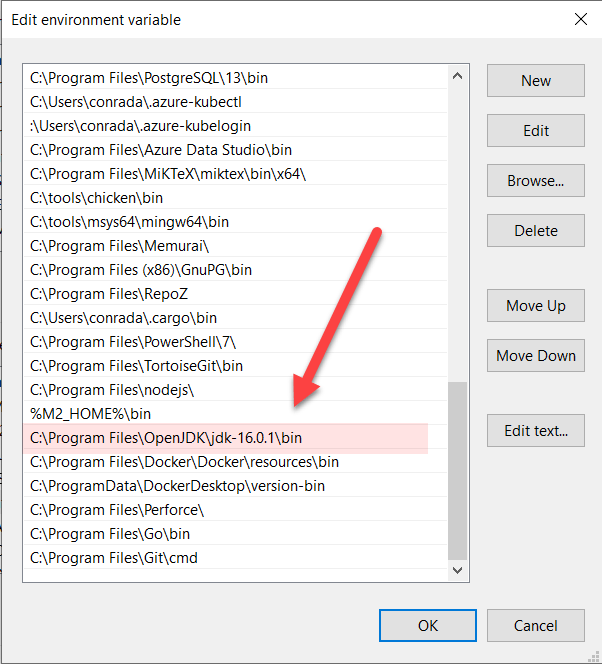 Edit environment variable
C:\Program Files\PostgreSQL\13\bin
C:\Users\conrada\.azure-kubectl
:\Users\conrada\.azure-kubelogin
C:\Program Files\Azure Data Studio\bin
C:\Program Files\MiKTeX\miktex\bin\x64\
C:\tools\chicken\bin
C:\tools\msys64\mingw64\bin
C:\Program Files\Memurai\
C:\Program Files (x86)\GnuPG\bin
C:\Program Files\RepoZ
C:\Users\conrada\.cargo\bin
C:\Program Files\PowerShell\7\
C:\Program Files\TortoiseGit\bin
C:\Program Files\nodejs\
%M2_HOME%\bin
C:\Program Files\OpenJDK\jdk-16.0.1\bin
C:\Program Files\Docker\Docker\resources\bin
C:\ProgramData\DockerDesktop\version-bin
C:\Program Files\Perforce\
C:\Program Files\Go\bin
C:\Program Files\Git\cmd
New
Edit
Browse...
Delete
Move Up
Move Down
Edit text...
OK
Cancel